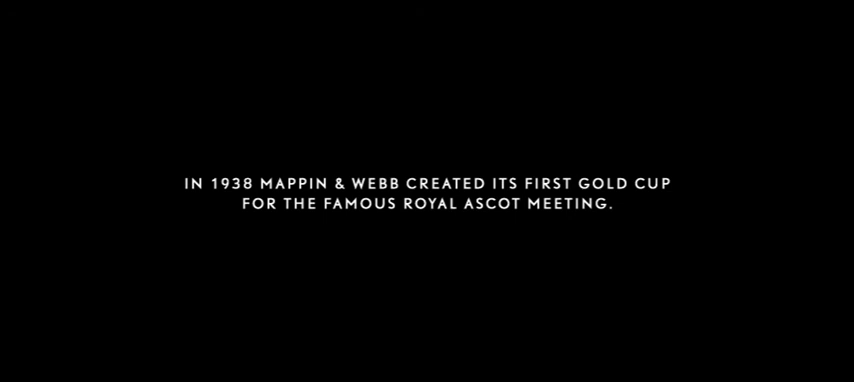 IN 1938 MAPPIN & WEBB CREATED ITS FIRST GOLD CUP
FOR THE FAMOUS ROYAL ASCOT MEETING.